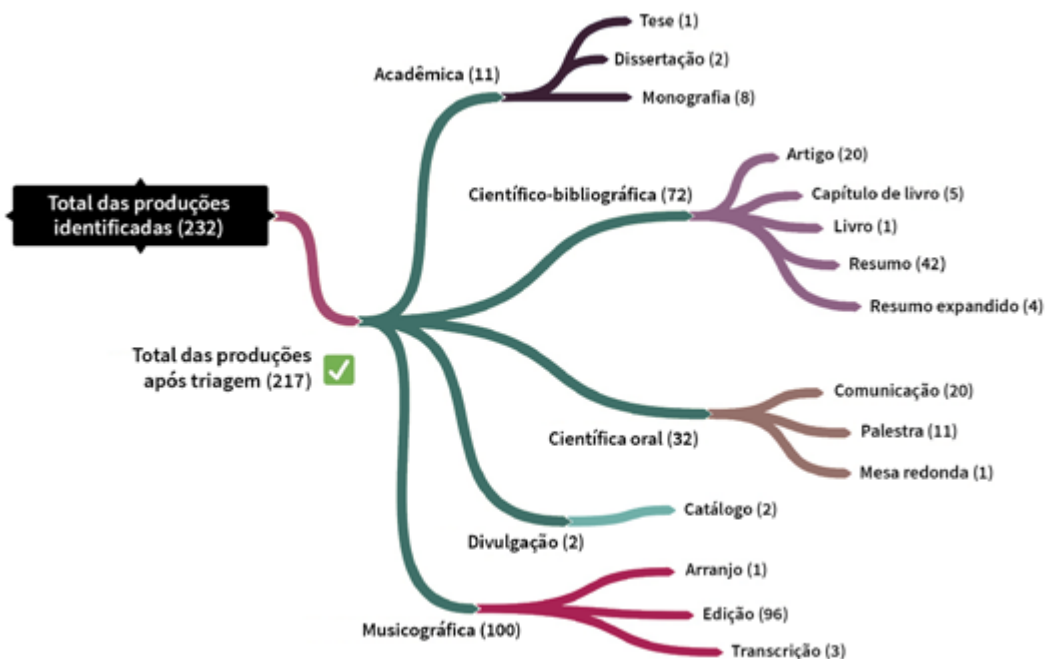 Total das produções
identificadas (232)
Total das produções
após triagem (217)
Acadêmica (11)
Tese (1)
Dissertação (2)
Monografia (8)
Científico-bibliográfica (72)
Artigo (20)
Capítulo de livro (5)
Livro (1)
Resumo (42)
Resumo expandido (4)
Científica oral (32)
Comunicação (20)
Palestra (11)
Mesa redonda (1)
Divulgação (2)
Catálogo (2)
Musicográfica (100)
Arranjo (1)
Edição (96)
Transcrição (3)